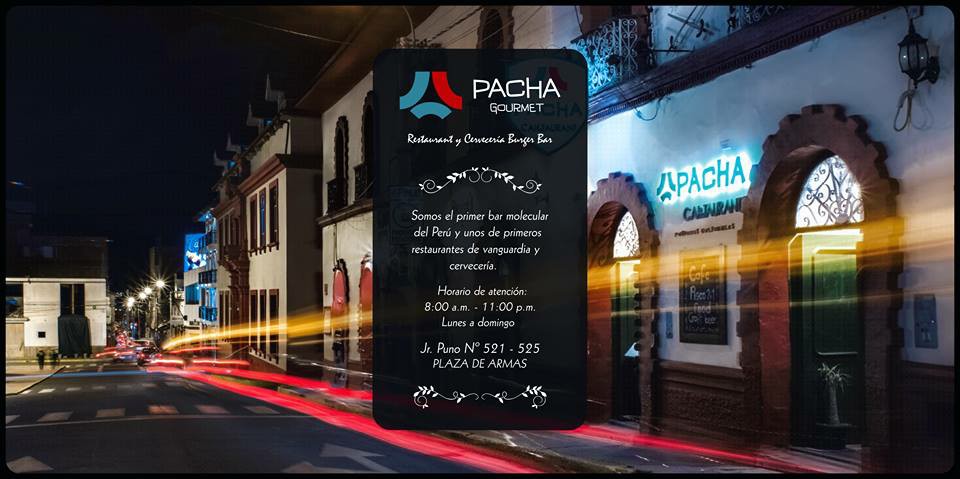 PACHA
GOURMET
Restaurant y Cervecería Burger Bar
Somos el primer bar molecular
del Perú y unos de primeros
restaurantes de vanguardia y
cervecería.
Horario de atención:
8:00 a.m. - 11:00 p.m.
Lunes a domingo
Jr. Puno N° 521 - 525
PLAZA DE ARMAS
PACHA
Cafe